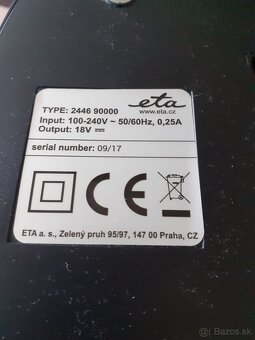 TYPE: 2446 90000
eta
www.eta.cz
Input: 100-240V ~ 50/60Hz, 0,25A
Output: 18V ⎓
serial number: 09/17
CE
ETA a. s., Zelený pruh 95/97, 147 00 Praha, CZ
Bazos.sk